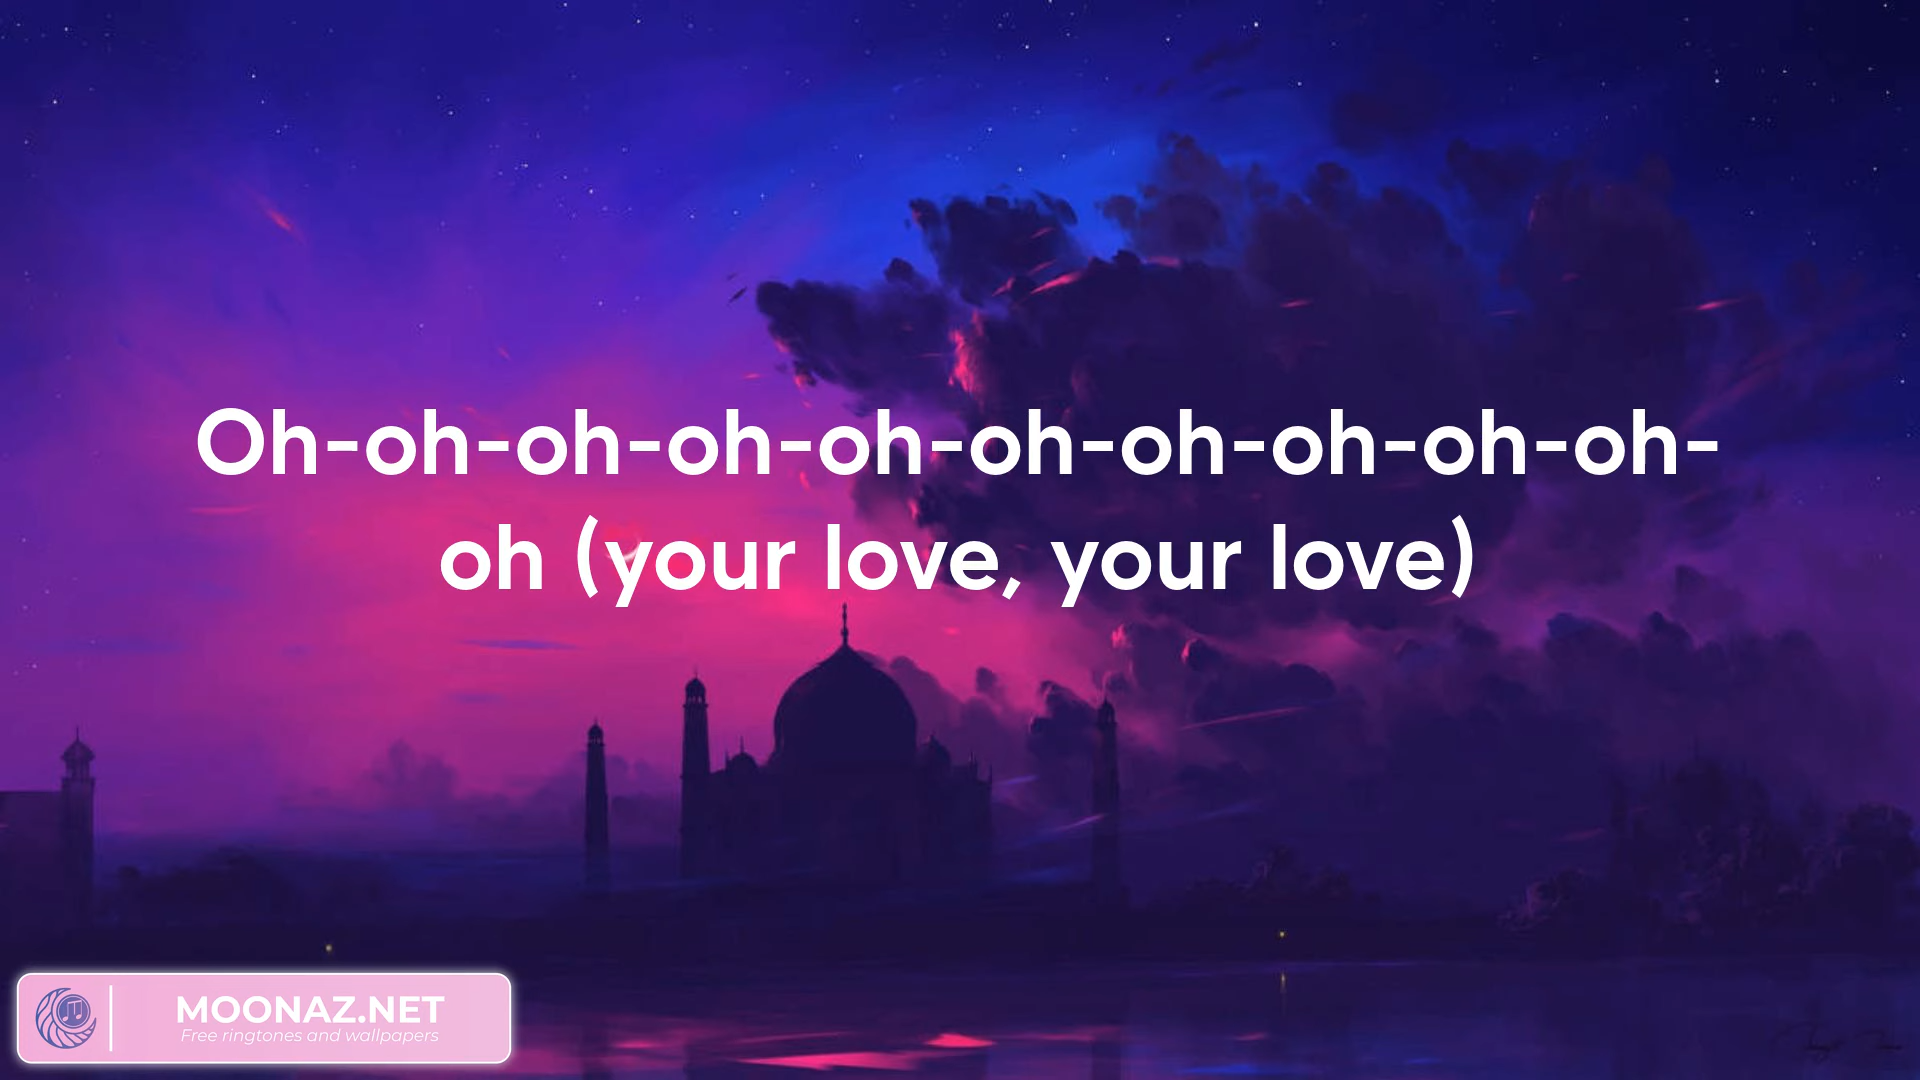 Oh-oh-oh-oh-oh-oh-oh-oh-oh-oh-
oh (your love, your love)
MOONAZ.NET
Free ringtones and wallpapers